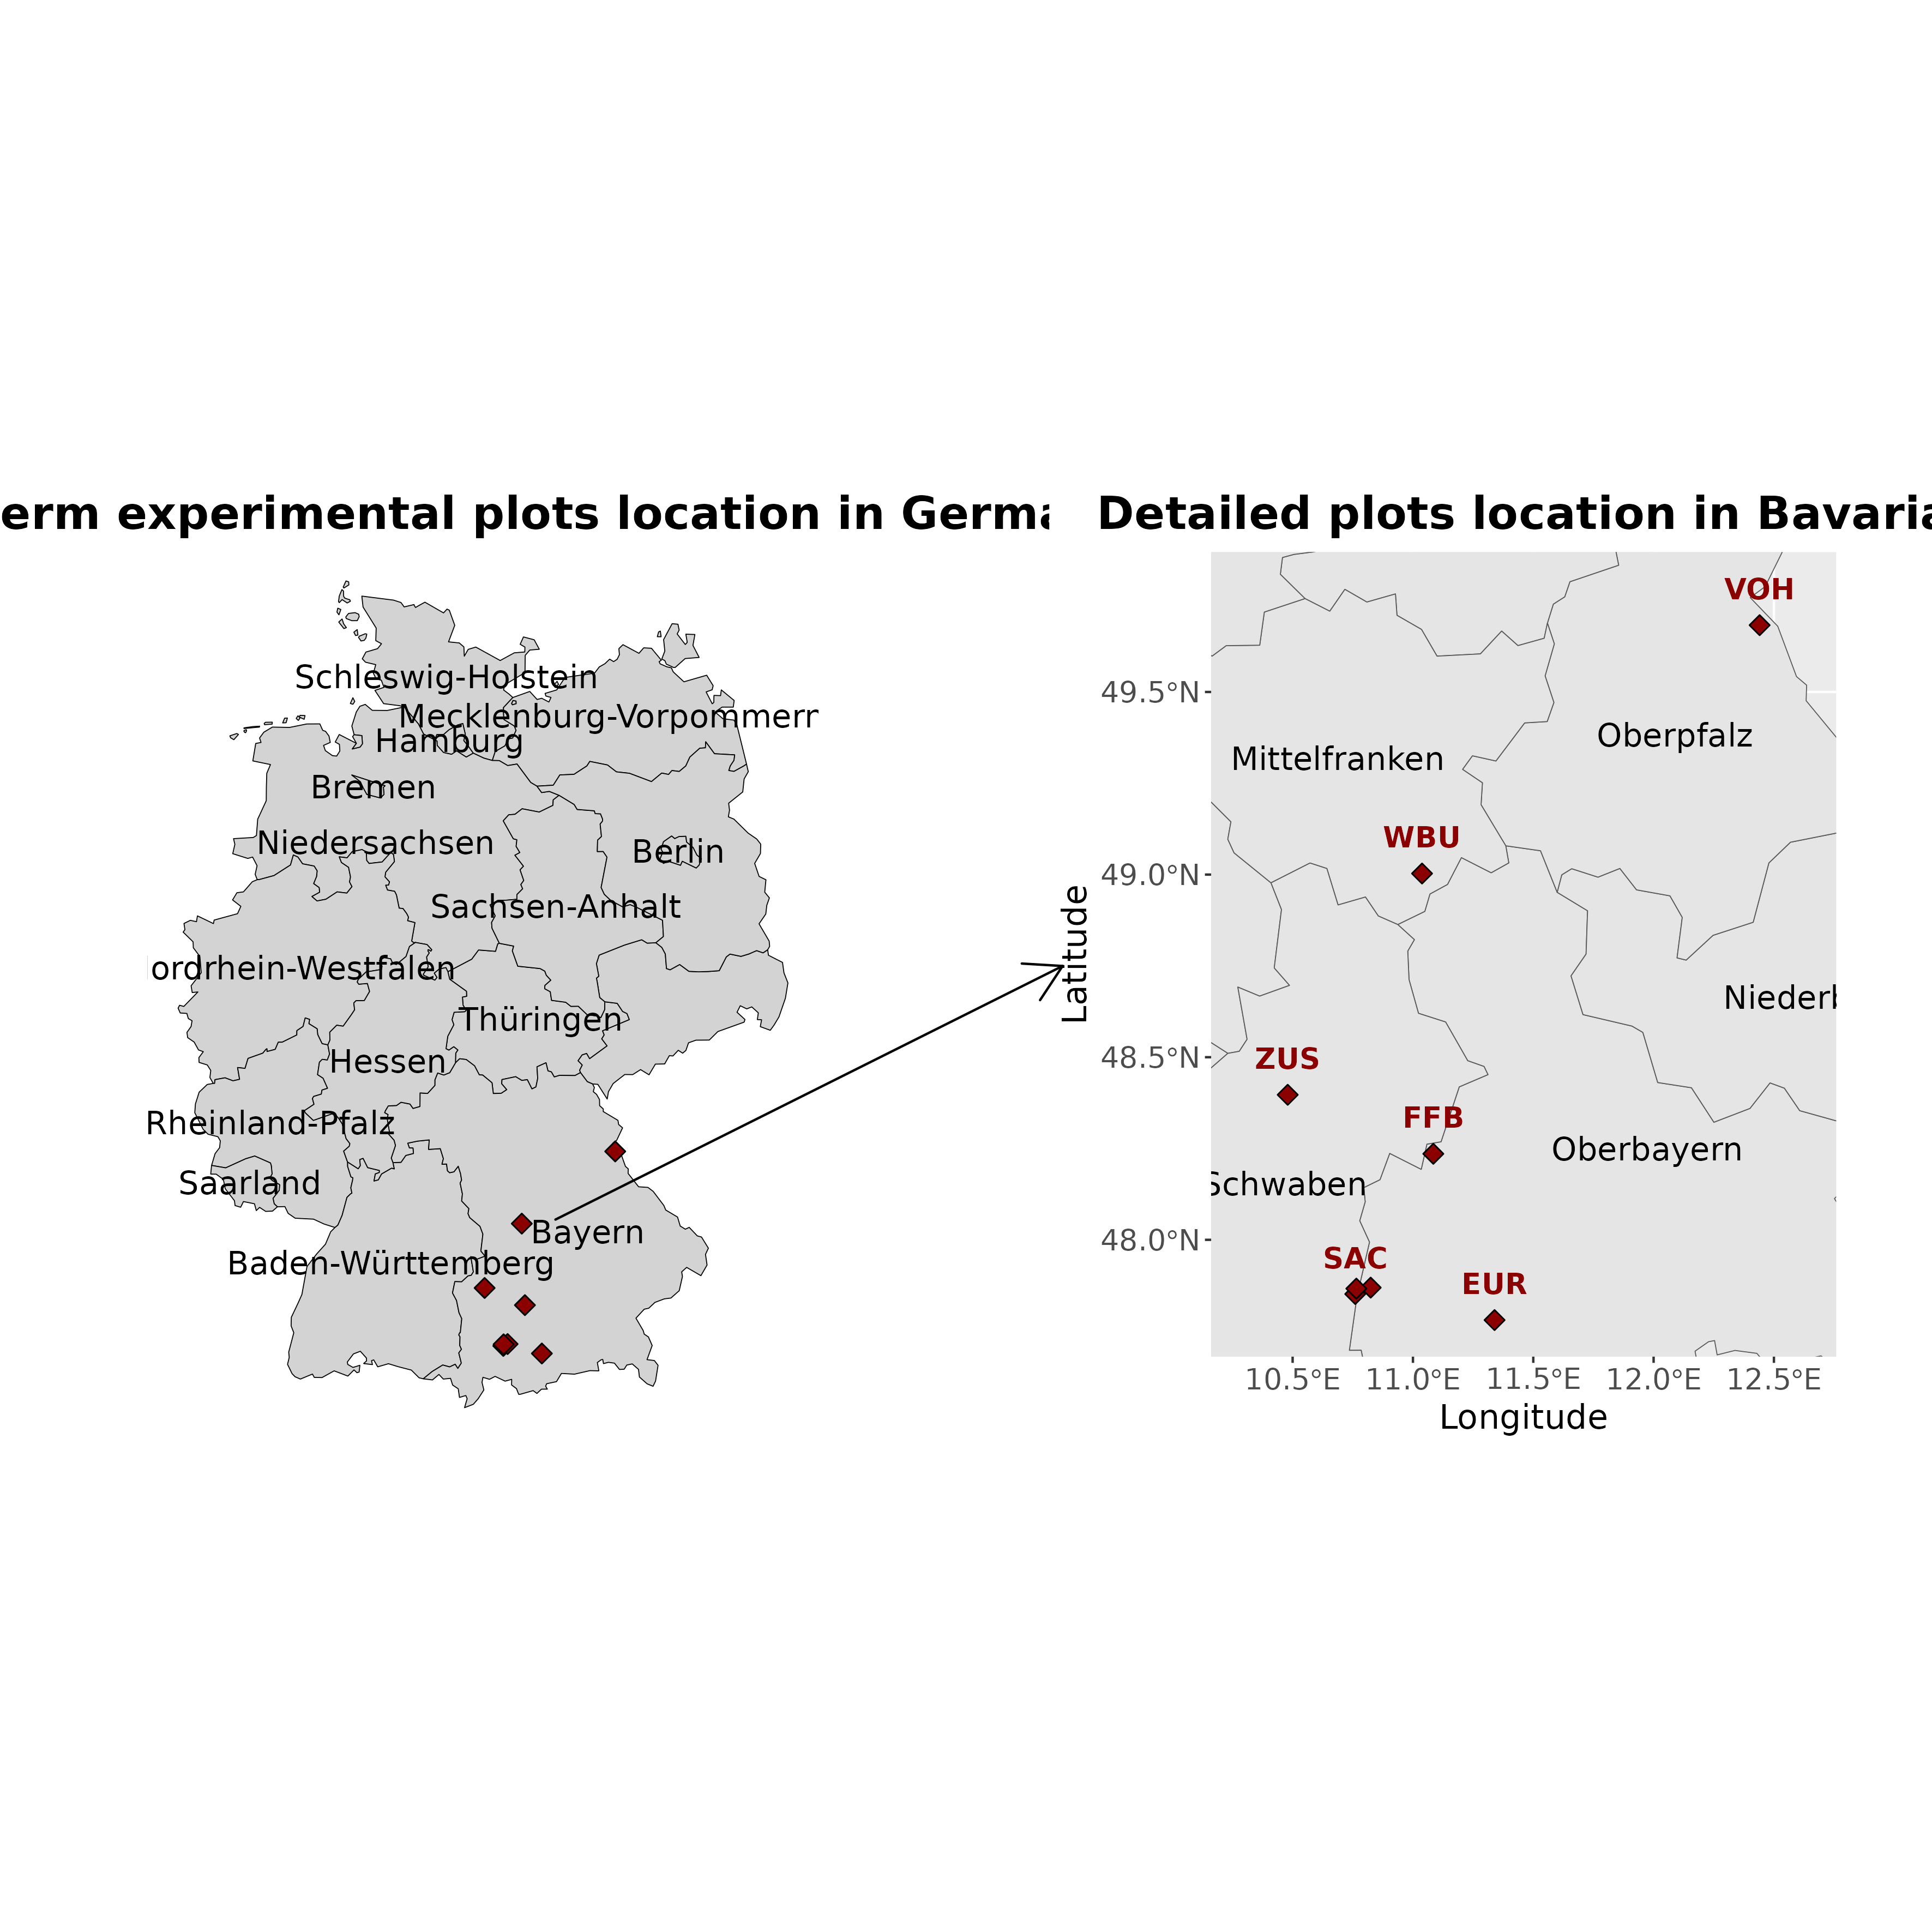 erm experimental plots location in Germa
Detailed plots location in Bavaria
Schleswig-Holstein
Mecklenburg-Vorpommerr
Hamburg
Bremen
Niedersachsen
Berlin
Sachsen-Anhalt
ordrhein-Westfalen
Thüringen
Hessen
Rheinland-Pfalz
Saarland
Bayern
Baden-Württemberg
VOH
49.5°N
Oberpfalz
Mittelfranken
WBU
49.0°N
Latitude
Niederb
48.5°N
ZUS
FFB
Oberbayern
Schwaben
48.0°N
SAC
EUR
10.5°E 11.0°E 11.5°E 12.0°E 12.5°E
Longitude